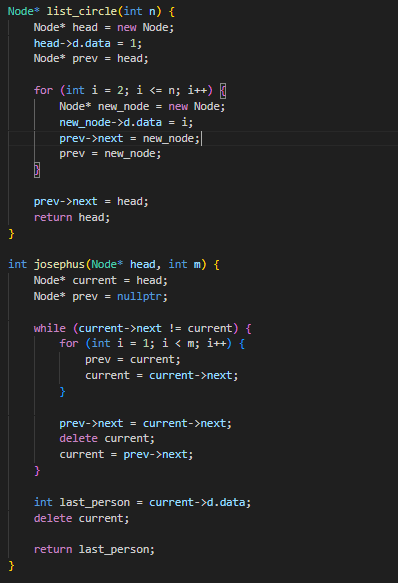 Node* list_circle(int n) {
    Node* head = new Node;
    head->d.data = 1;
    Node* prev = head;

    for (int i = 2; i <= n; i++) {
        Node* new_node = new Node;
        new_node->d.data = i;
        prev->next = new_node;
        prev = new_node;
    }

    prev->next = head;
    return head;
}

int josephus(Node* head, int m) {
    Node* current = head;
    Node* prev = nullptr;

    while (current->next != current) {
        for (int i = 1; i < m; i++) {
            prev = current;
            current = current->next;
        }

        prev->next = current->next;
        delete current;
        current = prev->next;
    }

    int last_person = current->d.data;
    delete current;

    return last_person;
}